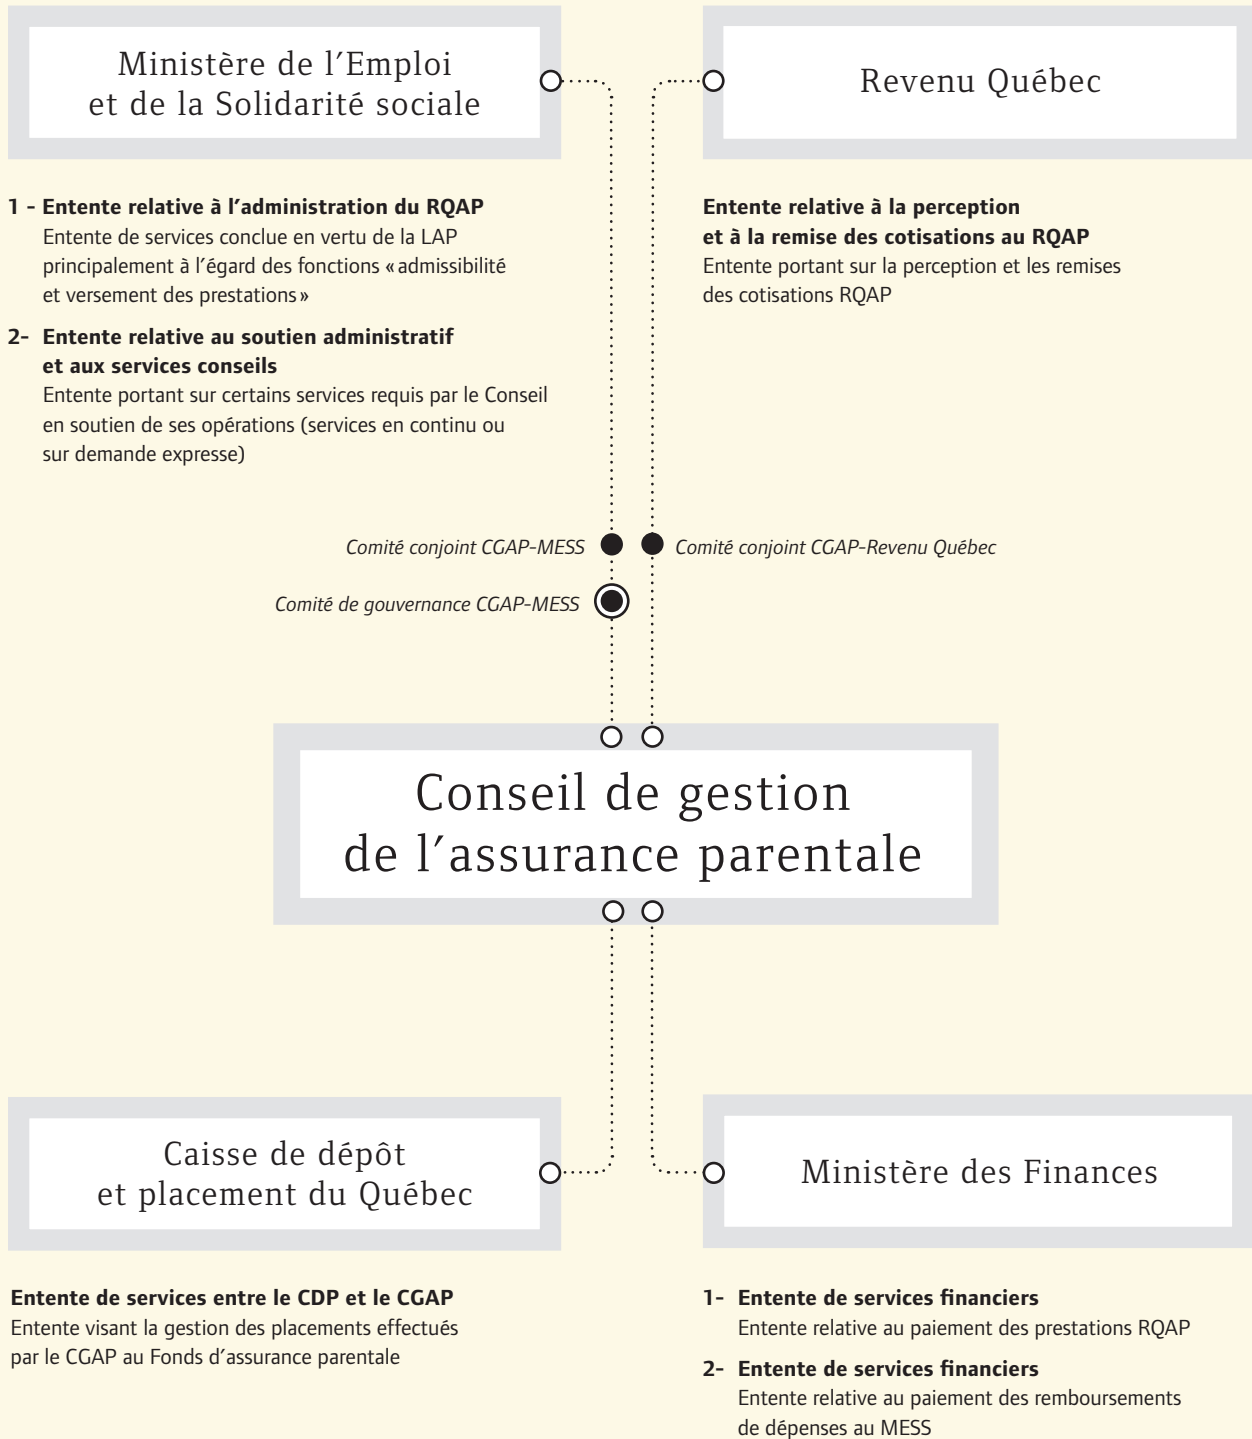 Ministère de l’Emploi
et de la Solidarité sociale
1 - Entente relative à l’administration du RQAP
Entente de services conclue en vertu de la LAP
principalement à l’égard des fonctions «admissibilité
et versement des prestations»
2- Entente relative au soutien administratif
et aux services conseils
Entente portant sur certains services requis par le Conseil
en soutien de ses opérations (services en continu ou
sur demande expresse)
Revenu Québec
Entente relative à la perception
et à la remise des cotisations au RQAP
Entente portant sur la perception et les remises
des cotisations RQAP
Comité conjoint CGAP-MESS
Comité conjoint CGAP-Revenu Québec
Comité de gouvernance CGAP-MESS
Conseil de gestion
de l’assurance parentale
Caisse de dépôt
et placement du Québec
Entente de services entre le CDP et le CGAP
Entente visant la gestion des placements effectués
par le CGAP au Fonds d’assurance parentale
Ministère des Finances
1- Entente de services financiers
Entente relative au paiement des prestations RQAP
2- Entente de services financiers
Entente relative au paiement des remboursements
de dépenses au MESS